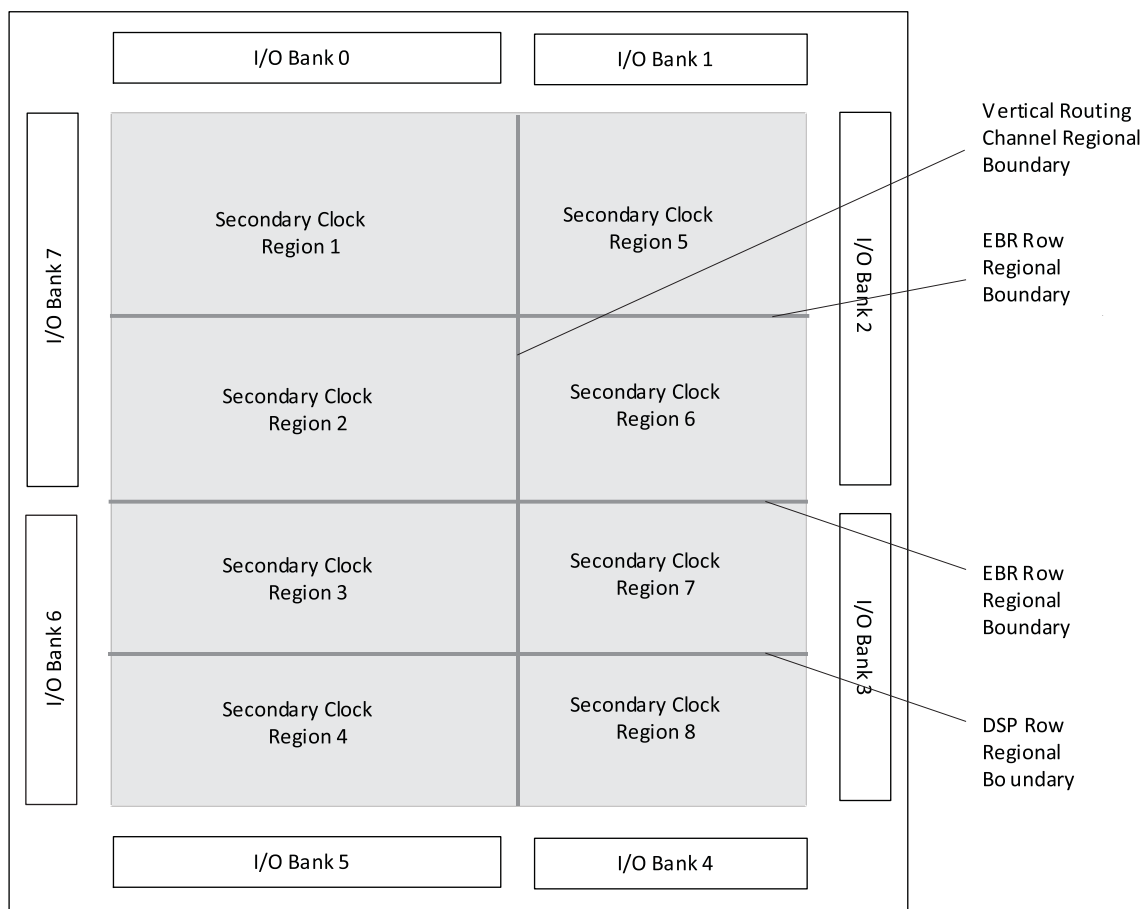 I/O Bank 0
I/O Bank 1
Vertical Routing
Channel Regional
Boundary
I/O Bank 7
Secondary Clock
Region 1
Secondary Clock
Region 5
I/O Bank 2
EBR Row
Regional
Boundary
Secondary Clock
Region 2
Secondary Clock
Region 6
I/O Bank 6
Secondary Clock
Region 3
Secondary Clock
Region 7
I/O Bank 3
EBR Row
Regional
Boundary
Secondary Clock
Region 4
Secondary Clock
Region 8
DSP Row
Regional
Bo undary
I/O Bank 5
I/O Bank 4